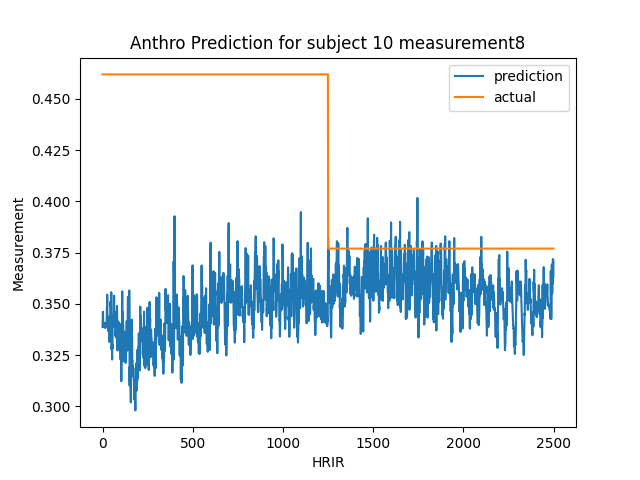 Anthro Prediction for subject 10 measurement8
prediction
actual
0.450
0.425
0.400
0.375
0.350
0.325
0.300
Measurement
0
500
1000
1500
2000
2500
HRIR